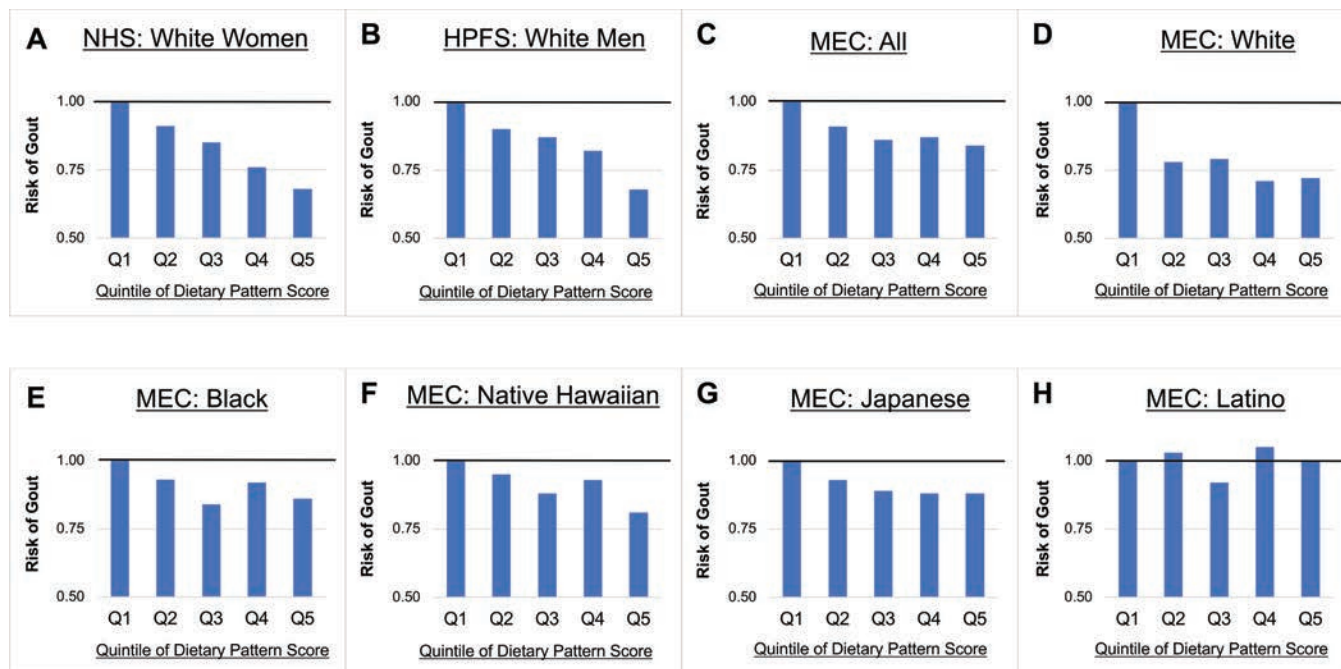 A NHS: White Women
1.00
0.75
0.50
Risk of Gout
Q1 Q2 Q3 Q4 Q5
Quintile of Dietary Pattern Score
B HPFS: White Men
1.00
0.75
0.50
Risk of Gout
Q1 Q2 Q3 Q4 Q5
Quintile of Dietary Pattern Score
C MEC: All
1.00
0.75
0.50
Risk of Gout
Q1 Q2 Q3 Q4 Q5
Quintile of Dietary Pattern Score
D MEC: White
1.00
0.75
0.50
Risk of Gout
Q1 Q2 Q3 Q4 Q5
Quintile of Dietary Pattern Score
E MEC: Black
1.00
0.75
0.50
Risk of Gout
Q1 Q2 Q3 Q4 Q5
Quintile of Dietary Pattern Score
F MEC: Native Hawaiian
1.00
0.75
0.50
Risk of Gout
Q1 Q2 Q3 Q4 Q5
Quintile of Dietary Pattern Score
G MEC: Japanese
1.00
0.75
0.50
Risk of Gout
Q1 Q2 Q3 Q4 Q5
Quintile of Dietary Pattern Score
H MEC: Latino
1.00
0.75
0.50
Risk of Gout
Q1 Q2 Q3 Q4 Q5
Quintile of Dietary Pattern Score